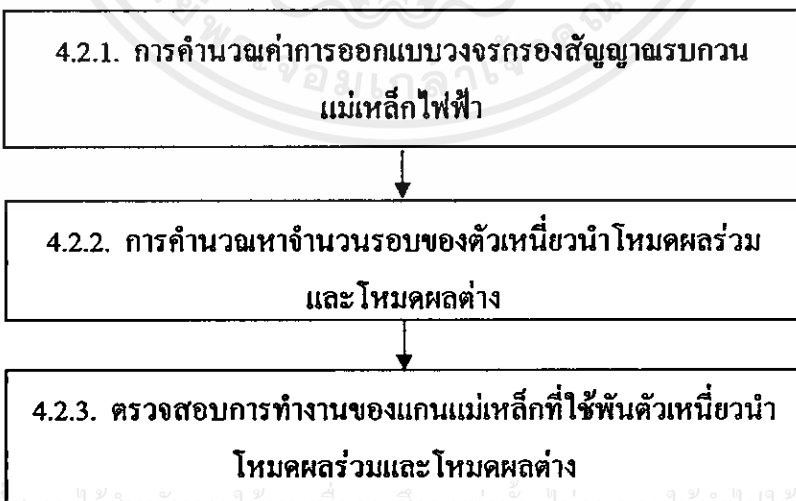 4.2.1. การคำนวณค่าการออกแบบวงจรกรองสัญญาณรบกวน
แม่เหล็กไฟฟ้า
4.2.2. การคำนวณหาจำนวนรอบของตัวเหนี่ยวนำโหมดผลร่วม
และโหมดผลต่าง
4.2.3. ตรวจสอบการทำงานของแกนแม่เหล็กที่ใช้พันตัวเหนี่ยวนำ
โหมดผลร่วมและโหมดผลต่าง